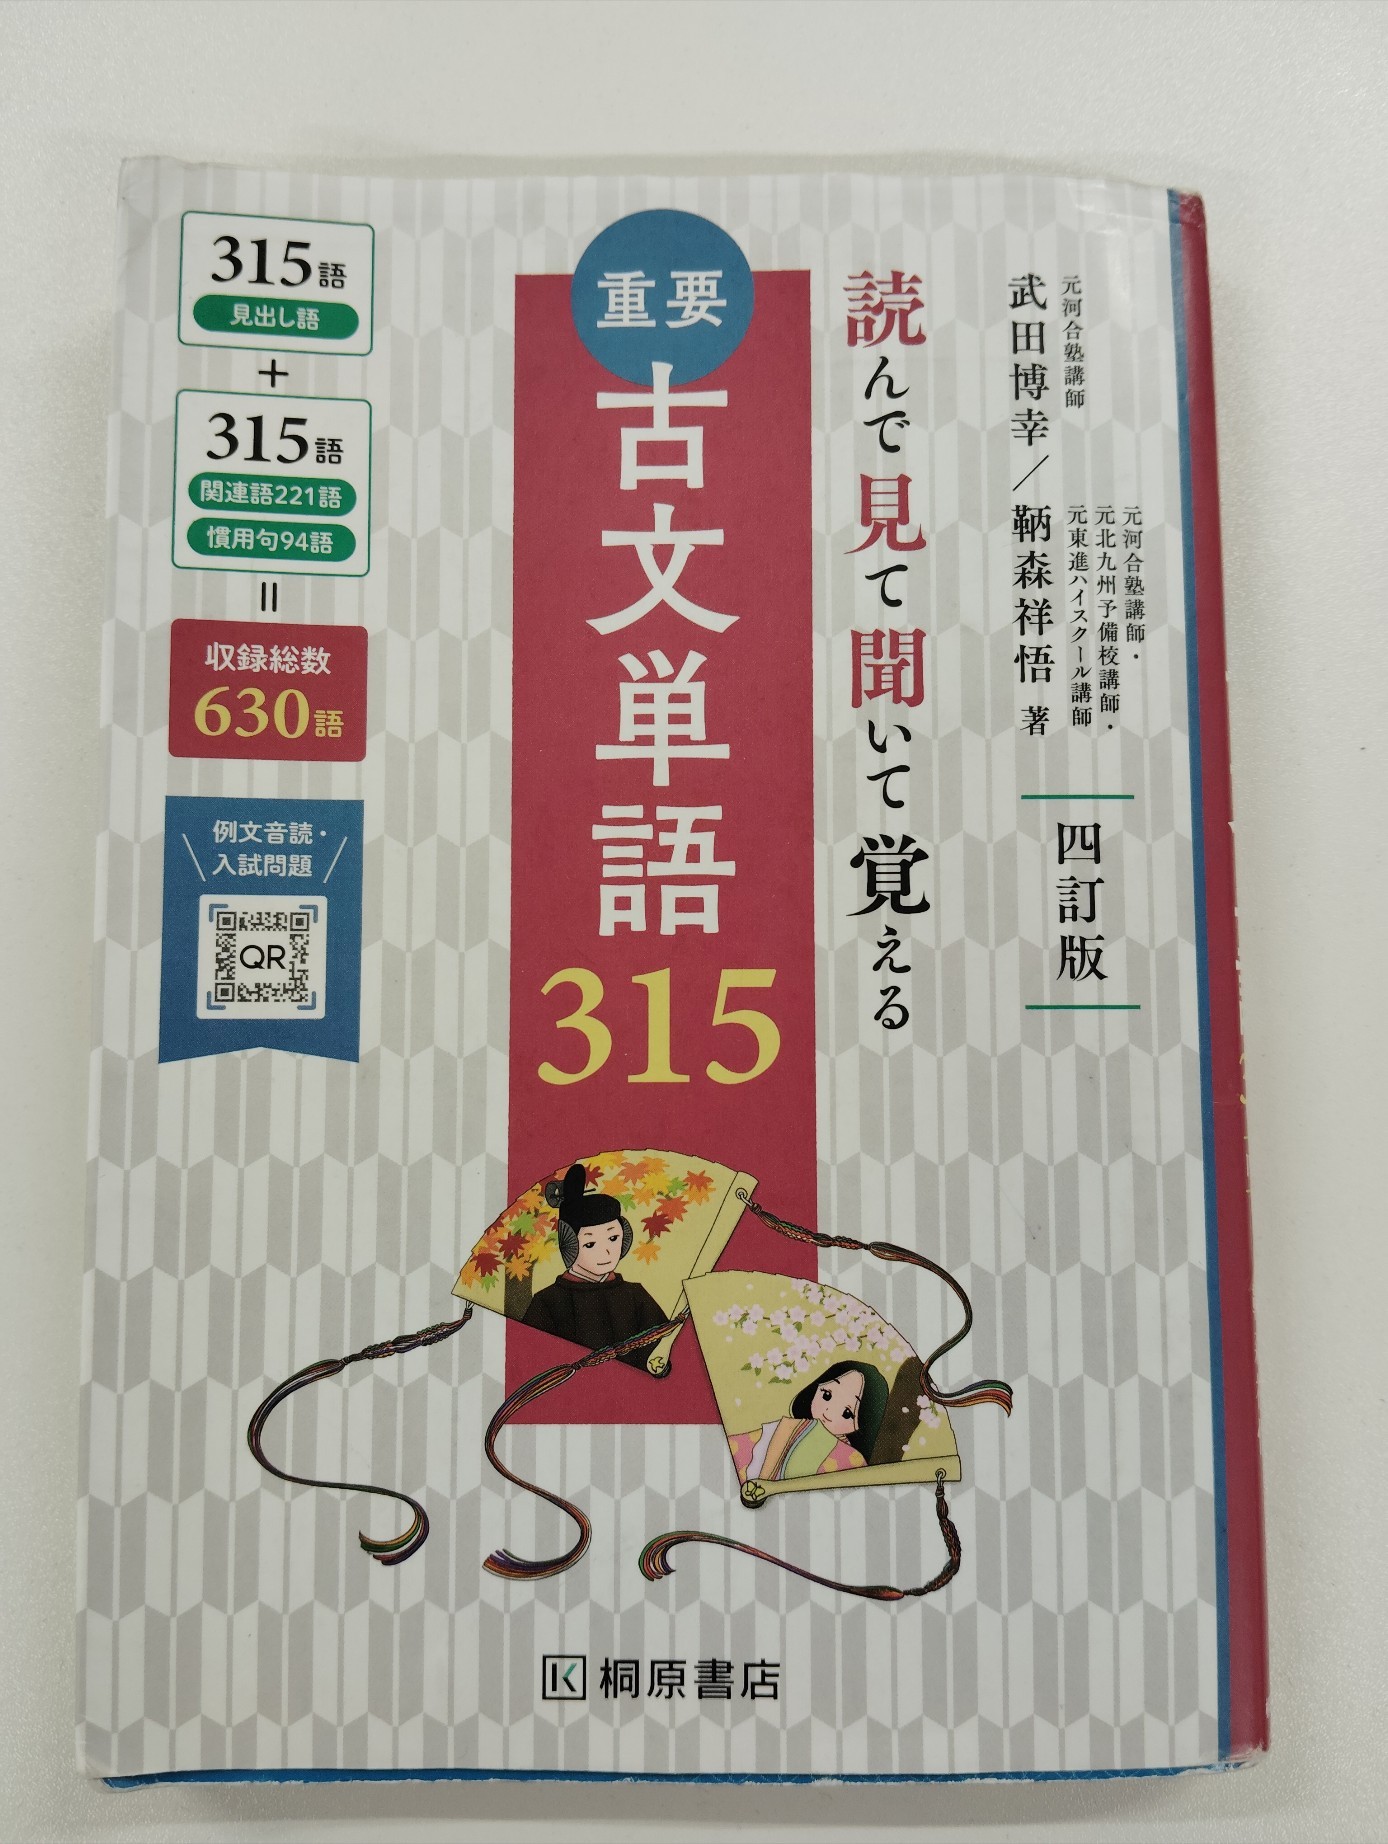 元河合塾講師
武田博幸／鞆森祥悟 著
元河合塾講師・
元北九州予備校講師・
元東進ハイスクール講師
四訂版
読んで見て聞いて覚える
重要
古文単語
315
315語
見出し語
+
315語
関連語221語
慣用句94語
=
収録総数
630語
例文音読・
入試問題
QR
K 桐原書店